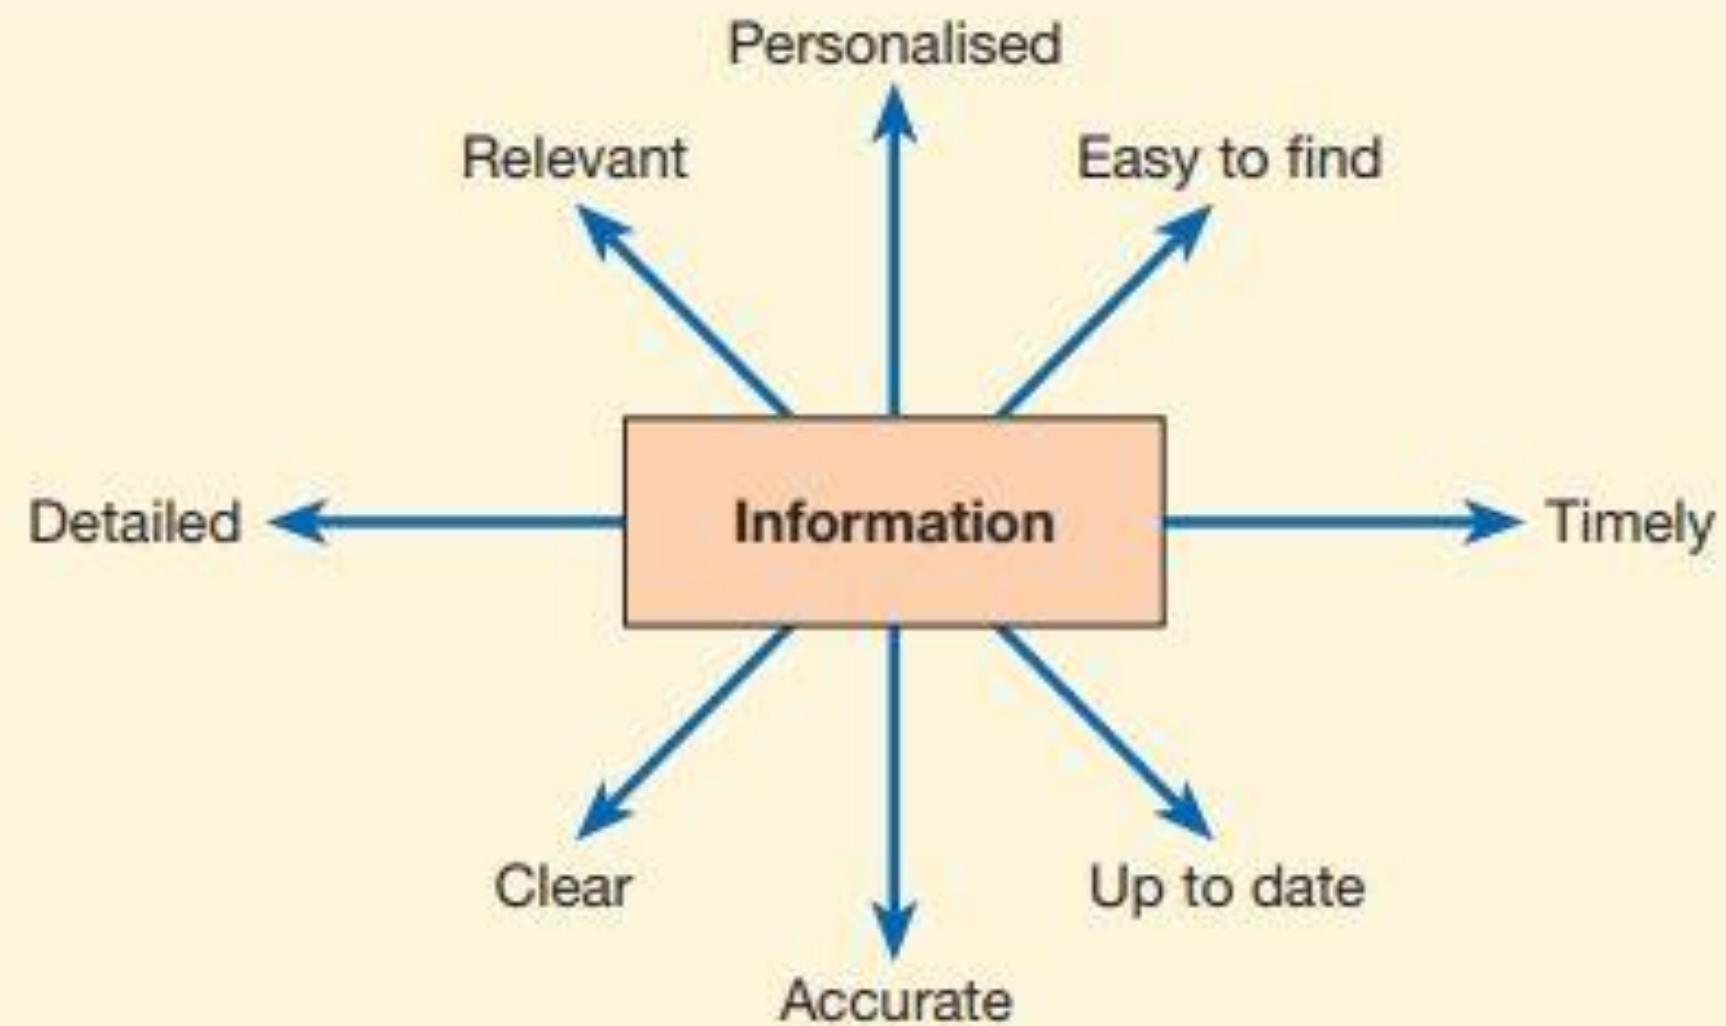 Personalised
Relevant
Easy to find
Detailed
Information
Timely
Clear
Up to date
Accurate